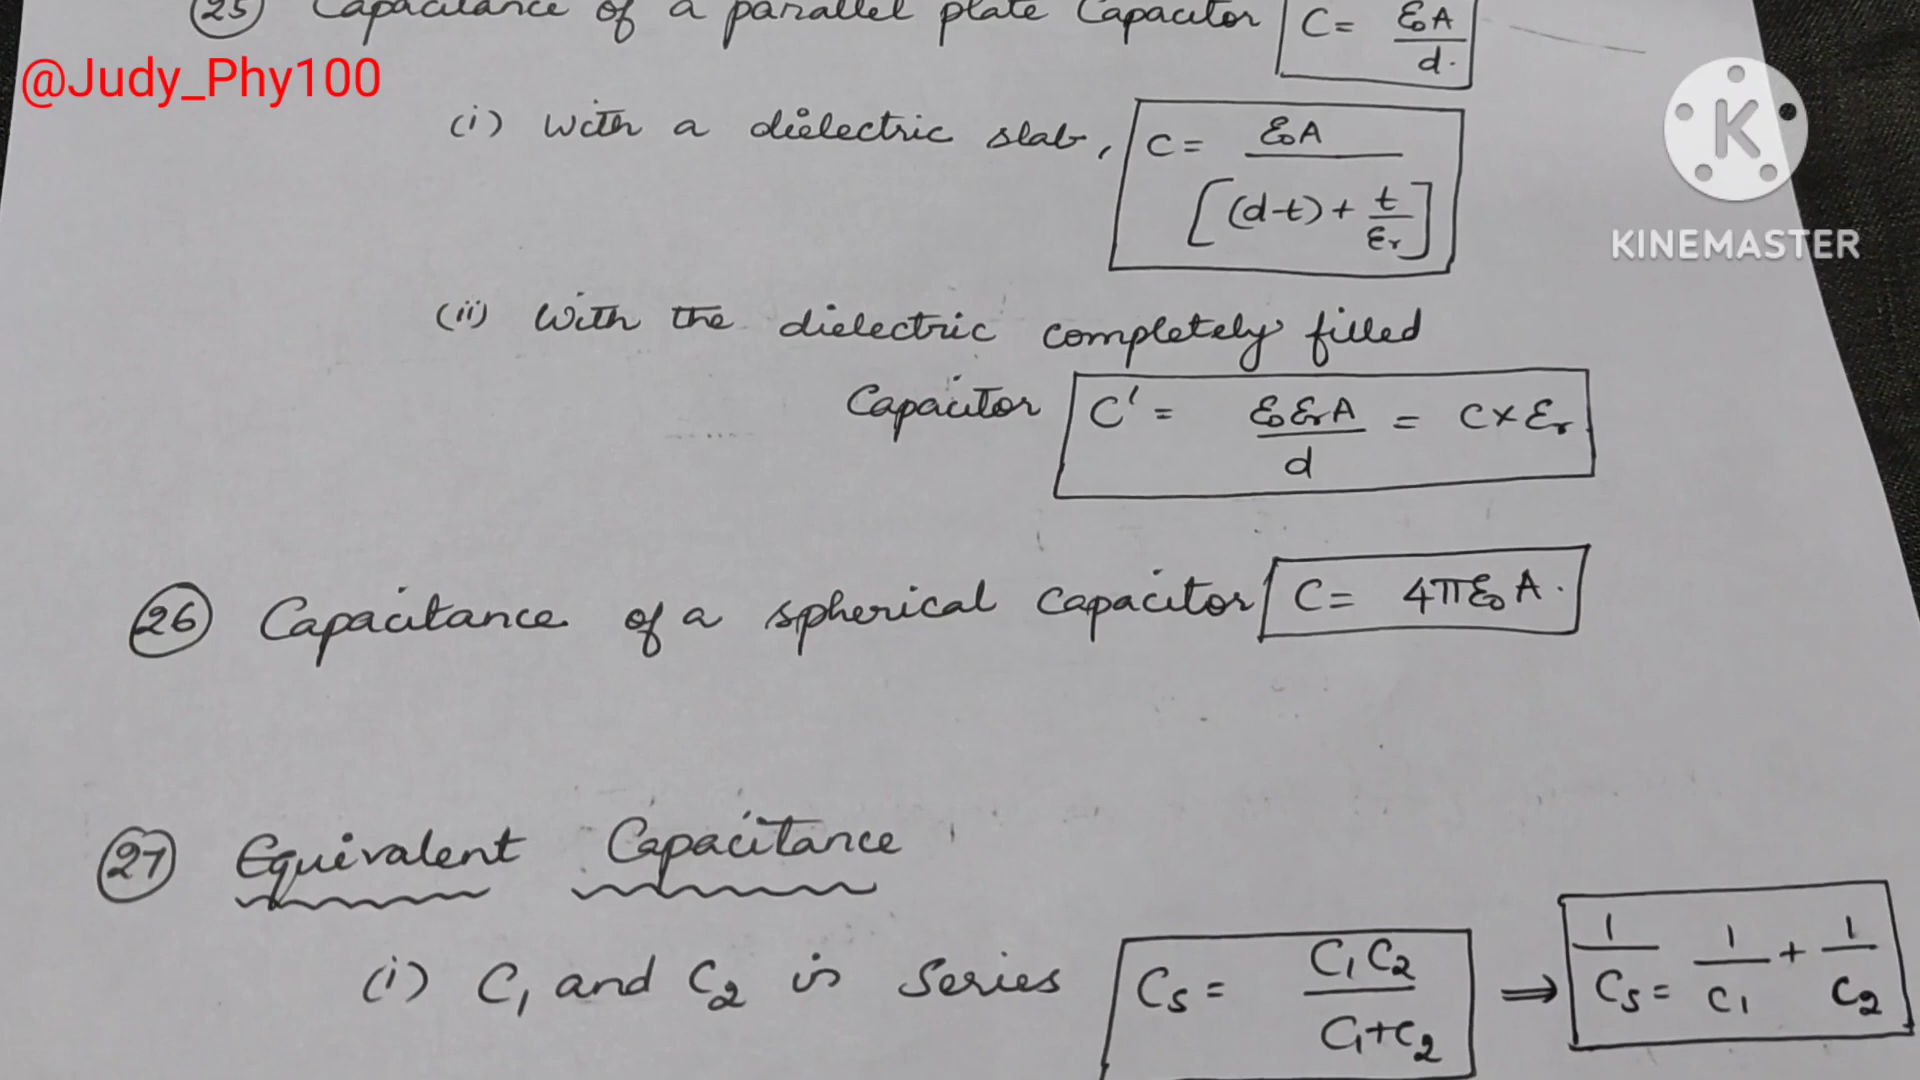 (25) Capacitance of a parallel plate Capacitor C = ε₀A / d.
@Judy_Phy100
(i) with a dielectric slab, C = ε₀A / [(d-t) + t/εr]
K
KINEMASTER
(ii) With the dielectric completely filled
Capacitor C' = ε₀εrA / d = C × εr
(26) Capacitance of a spherical capacitor C = 4πε₀A.
(27) Equivalent Capacitance
(i) C₁ and C₂ in Series Cs = C₁C₂ / C₁+C₂ ⇒ 1/Cs = 1/C₁ + 1/C₂